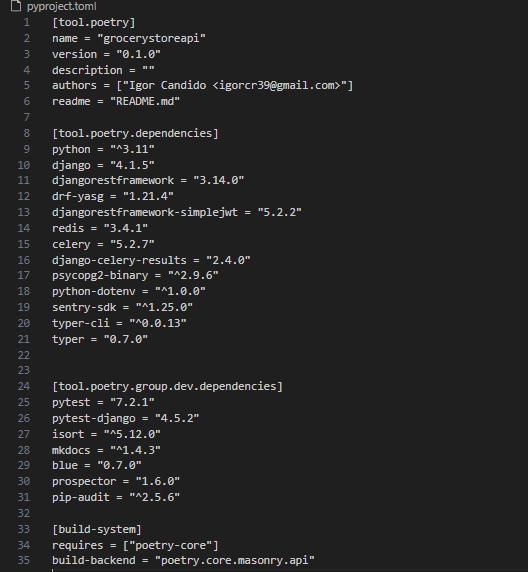 pyproject.toml
1 [tool.poetry]
2 name = "grocerystoreapi"
3 version = "0.1.0"
4 description = ""
5 authors = ["Igor Candido <igorcr39@gmail.com>"]
6 readme = "README.md"
7
8 [tool.poetry.dependencies]
9 python = "^3.11"
10 django = "4.1.5"
11 djangorestframework = "3.14.0"
12 drf-yasg = "1.21.4"
13 djangorestframework-simplejwt = "5.2.2"
14 redis = "3.4.1"
15 celery = "5.2.7"
16 django-celery-results = "2.4.0"
17 psycopg2-binary = "^2.9.6"
18 python-dotenv = "^1.0.0"
19 sentry-sdk = "^1.25.0"
20 typer-cli = "^0.0.13"
21 typer = "0.7.0"
22
23
24 [tool.poetry.group.dev.dependencies]
25 pytest = "7.2.1"
26 pytest-django = "4.5.2"
27 isort = "^5.12.0"
28 mkdocs = "^1.4.3"
29 blue = "0.7.0"
30 prospector = "1.6.0"
31 pip-audit = "^2.5.6"
32
33 [build-system]
34 requires = ["poetry-core"]
35 build-backend = "poetry.core.masonry.api"